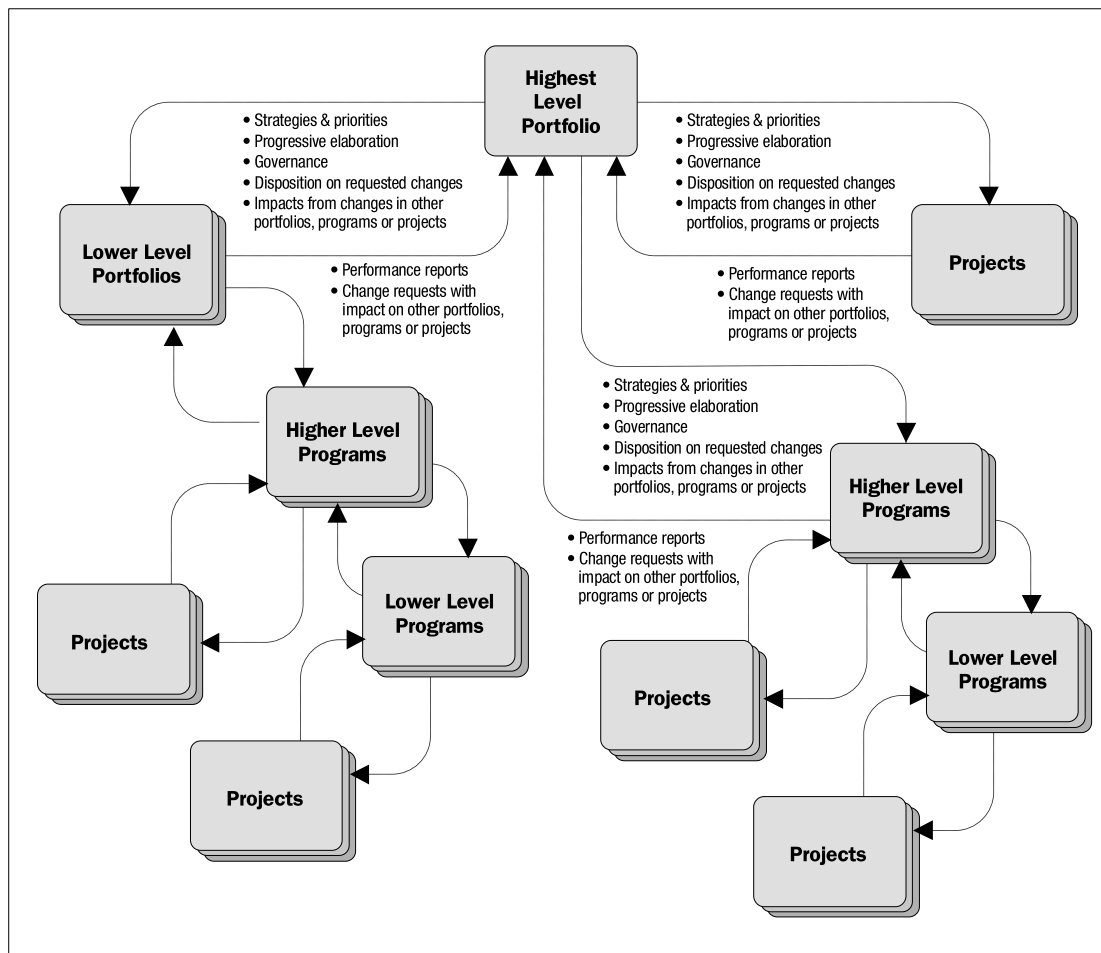 Highest
Level
Portfolio
• Strategies & priorities
• Progressive elaboration
• Governance
• Disposition on requested changes
• Impacts from changes in other
portfolios, programs or projects
• Strategies & priorities
• Progressive elaboration
• Governance
• Disposition on requested changes
• Impacts from changes in other
portfolios, programs or projects
Lower Level
Portfolios
• Performance reports
• Change requests with
impact on other portfolios,
programs or projects
• Performance reports
• Change requests with
impact on other portfolios,
programs or projects
Projects
Higher Level
Programs
• Strategies & priorities
• Progressive elaboration
• Governance
• Disposition on requested changes
• Impacts from changes in other
portfolios, programs or projects
Higher Level
Programs
• Performance reports
• Change requests with
impact on other portfolios,
programs or projects
Projects
Lower Level
Programs
Projects
Lower Level
Programs
Projects
Projects